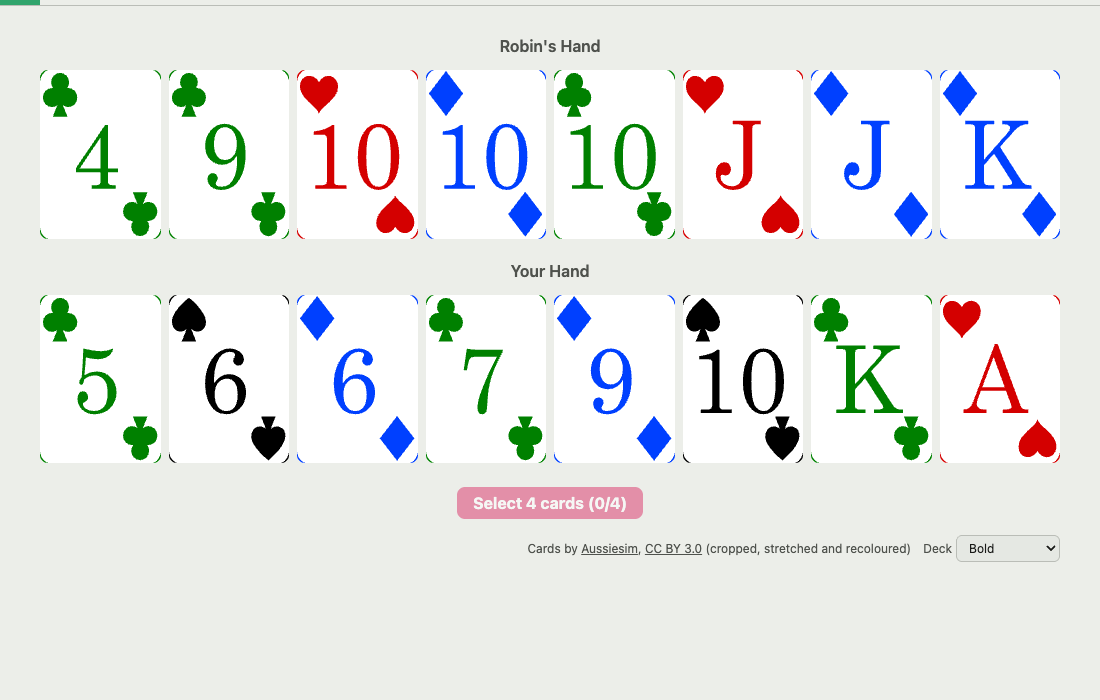 Robin's Hand
4 9 10 10 10 J J K
Your Hand
5 6 6 7 9 10 K A
Select 4 cards (0/4)
Cards by Aussiesim, CC BY 3.0 (cropped, stretched and recoloured) Deck Bold